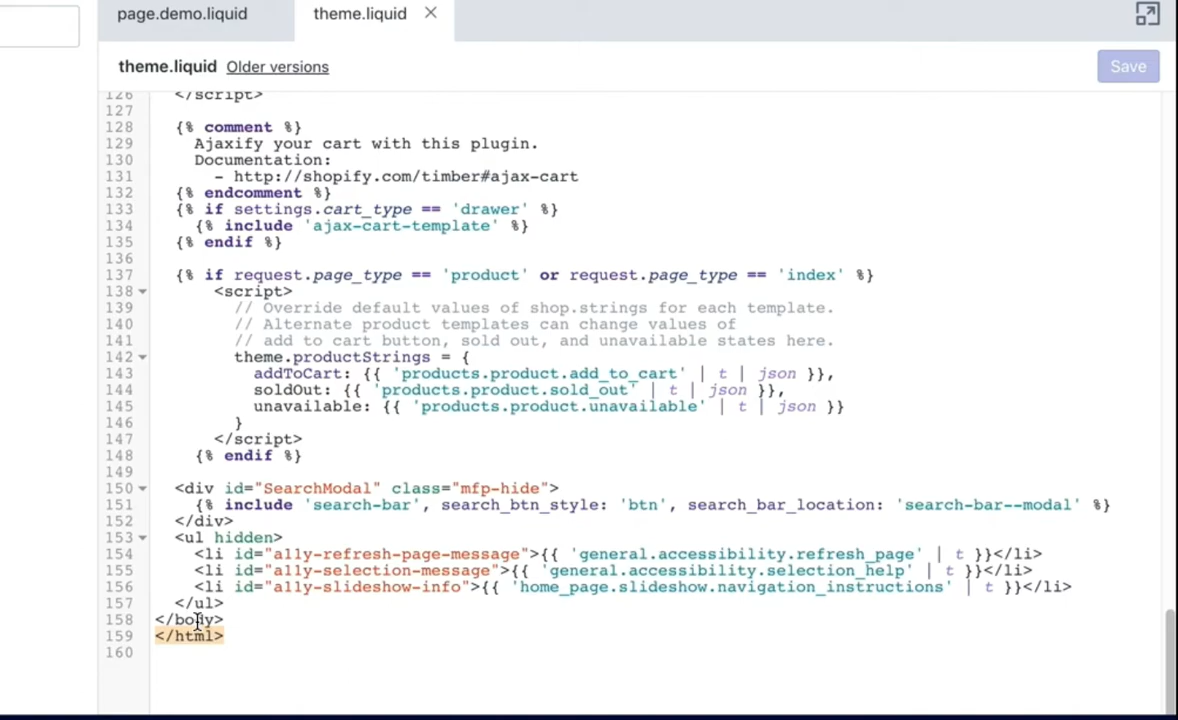 page.demo.liquid theme.liquid ×
theme.liquid Older versions Save
126 </script>
127
128 {% comment %}
129 Ajaxify your cart with this plugin.
130 Documentation:
131 - http://shopify.com/timber#ajax-cart
132 {% endcomment %}
133 {% if settings.cart_type == 'drawer' %}
134 {% include 'ajax-cart-template' %}
135 {% endif %}
136
137 {% if request.page_type == 'product' or request.page_type == 'index' %}
138 <script>
139 // Override default values of shop.strings for each template.
140 // Alternate product templates can change values of
141 // add to cart button, sold out, and unavailable states here.
142 theme.productStrings = {
143 addToCart: {{ 'products.product.add_to_cart' | t | json }},
144 soldOut: {{ 'products.product.sold_out' | t | json }},
145 unavailable: {{ 'products.product.unavailable' | t | json }}
146 }
147 </script>
148 {% endif %}
149
150 <div id="SearchModal" class="mfp-hide">
151 {% include 'search-bar', search_btn_style: 'btn', search_bar_location: 'search-bar--modal' %}
152 </div>
153 <ul hidden>
154 <li id="a11y-refresh-page-message">{{ 'general.accessibility.refresh_page' | t }}</li>
155 <li id="a11y-selection-message">{{ 'general.accessibility.selection_help' | t }}</li>
156 <li id="a11y-slideshow-info">{{ 'home_page.slideshow.navigation_instructions' | t }}</li>
157 </ul>
158 </body>
159 </html>
160